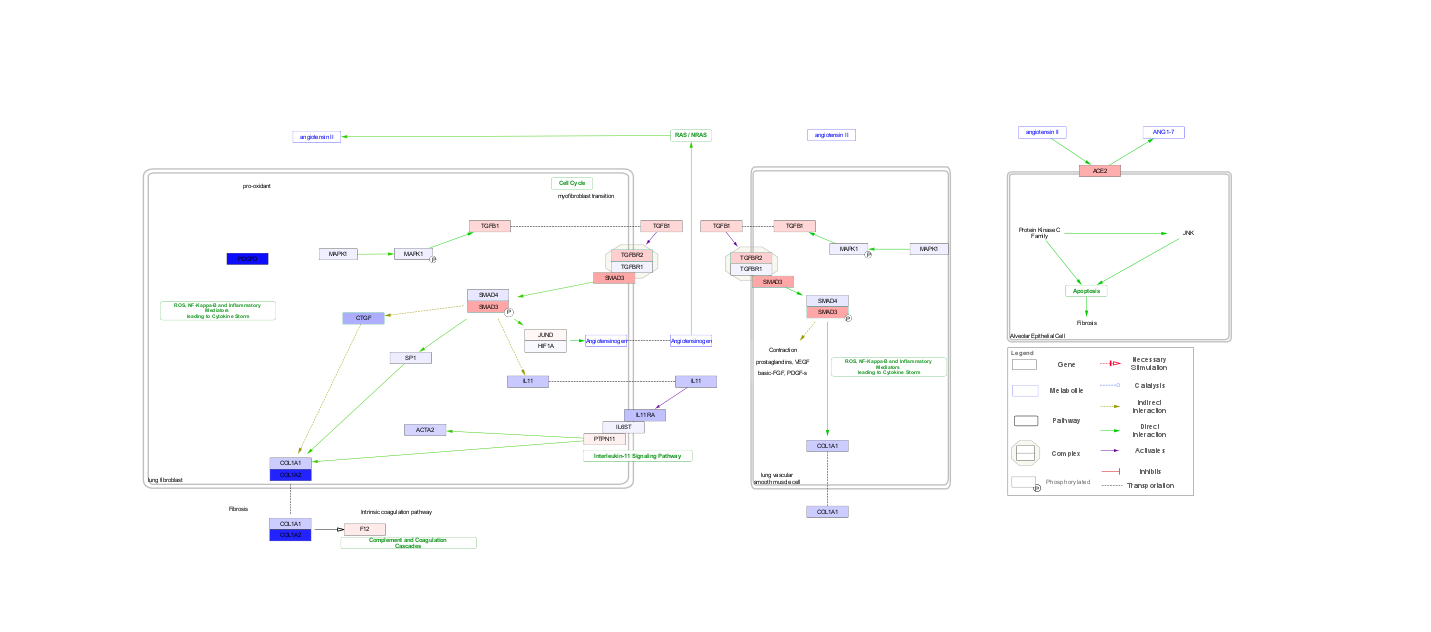 angiotensin II
RAS / NRAS
angiotensin II
angiotensin II
ANG1-7
pro-oxidant
Cell Cycle
myofibroblast transition
TGFB1
TGFB1
MAPK1
MAPK1
P
TGFBR2
TGFBR1
SMAD3
ROS, NF-Kappa-B and Inflammatory
Mediators
leading to Cytokine Storm
SMAD4
SMAD3
P
CTGF
JUND
HIF1A
Angiotensinogen
Angiotensinogen
SP1
IL11
IL11
IL11RA
IL6ST
PTPN11
ACTA2
Interleukin-11 Signaling Pathway
COL1A1
COL1A2
lung fibroblast
Fibrosis
Intrinsic coagulation pathway
COL1A1
COL1A2
F12
Complement and Coagulation
Cascades
TGFB1
TGFB1
MAPK1
P
MAPK1
TGFBR2
TGFBR1
SMAD3
SMAD4
SMAD3
P
Contraction
prostaglandins, VEGF
basic-FGF, PDGF-s
ROS, NF-Kappa-B and Inflammatory
Mediators
leading to Cytokine Storm
COL1A1
lung vascular
smooth muscle cell
COL1A1
ACE2
Protein Kinase C
Family
JNK
Apoptosis
Fibrosis
Alveolar Epithelial Cell
Legend
Gene
Necessary
Stimulation
Metabolite
Catalysis
Indirect
Interaction
Pathway
Direct
Interaction
Complex
Activates
Inhibits
Phosphorylated
P
Transportation